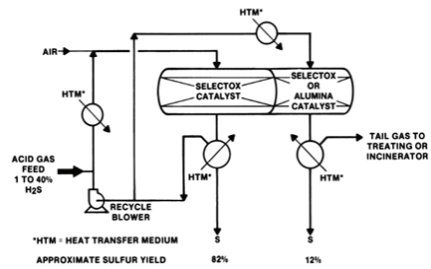 HTM*
AIR
HTM*
SELECTOX
CATALYST
SELECTOX
OR
ALUMINA
CATALYST
TAIL GAS TO
TREATING OR
INCINERATOR
ACID GAS
FEED
1 TO 40%
H2S
HTM*
HTM*
RECYCLE
BLOWER
S
S
*HTM = HEAT TRANSFER MEDIUM
APPROXIMATE SULFUR YIELD
82%
12%